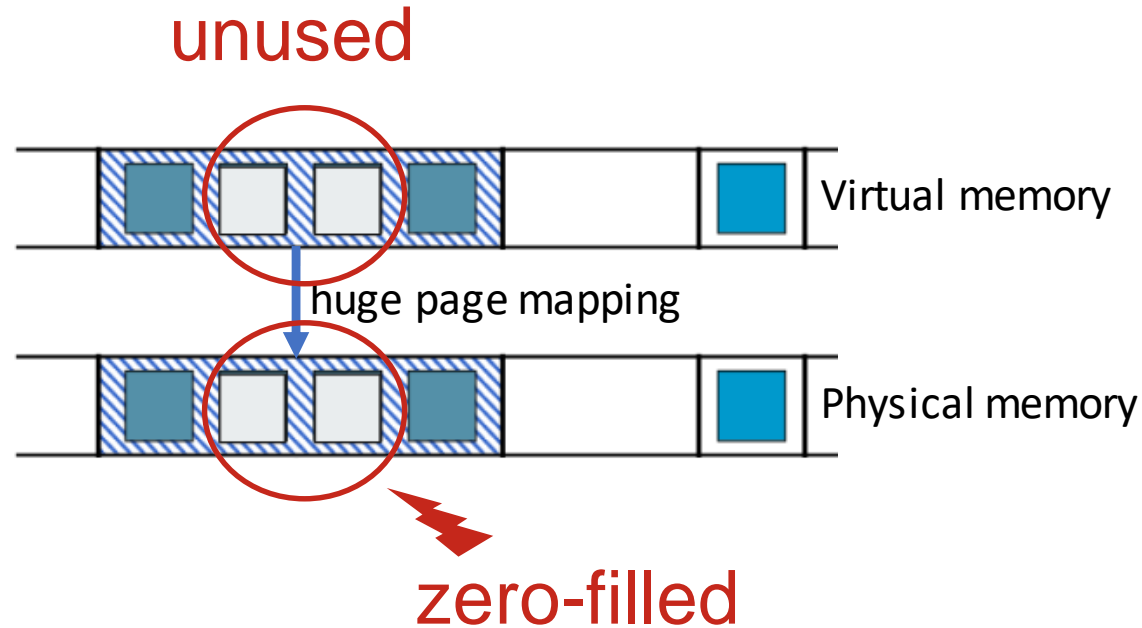 unused
Virtual memory
huge page mapping
Physical memory
zero-filled